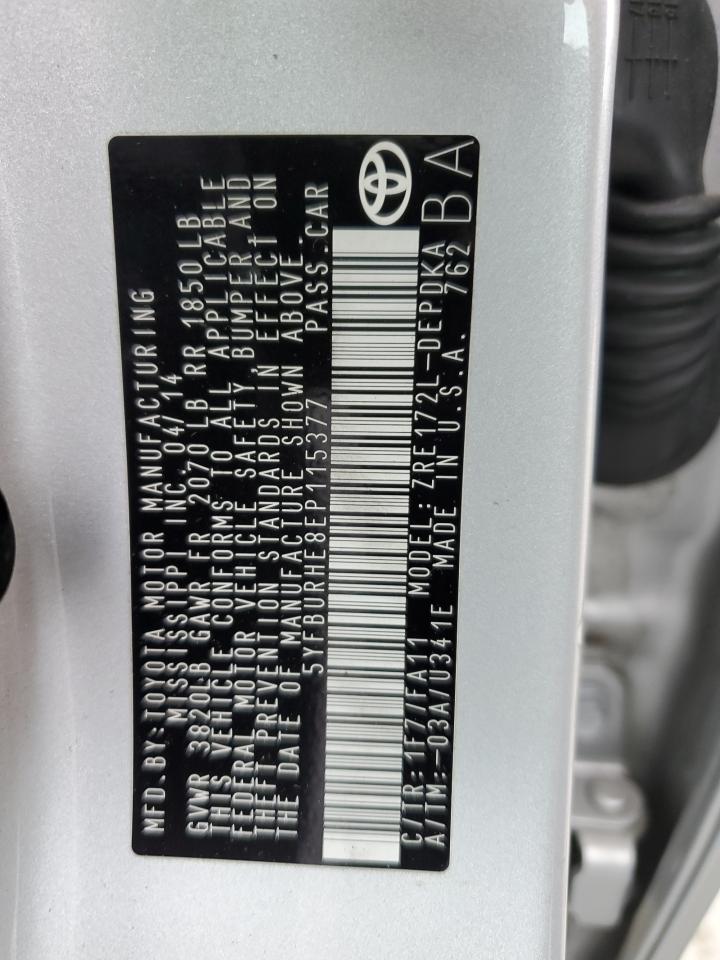 MFD.BY:TOYOTA MOTOR MANUFACTURING
MISSISSIPPI INC.04/14
GVWR 3820LB GAWR FR 2070 LB RR 1850LB
THIS VEHICLE CONFORMS TO ALL APPLICABLE
FEDERAL MOTOR VEHICLE SAFETY, BUMPER AND
THEFT PREVENTION STANDARDS IN EFFECT ON
THE DATE OF MANUFACTURE SHOWN ABOVE.
5YFBURHE8EP115377 PASS.CAR
C/TR:1F7/FA11 MODEL:ZRE172L-DEPDKA
A/TM:-03A/U341E MADE IN U.S.A. 762
BA